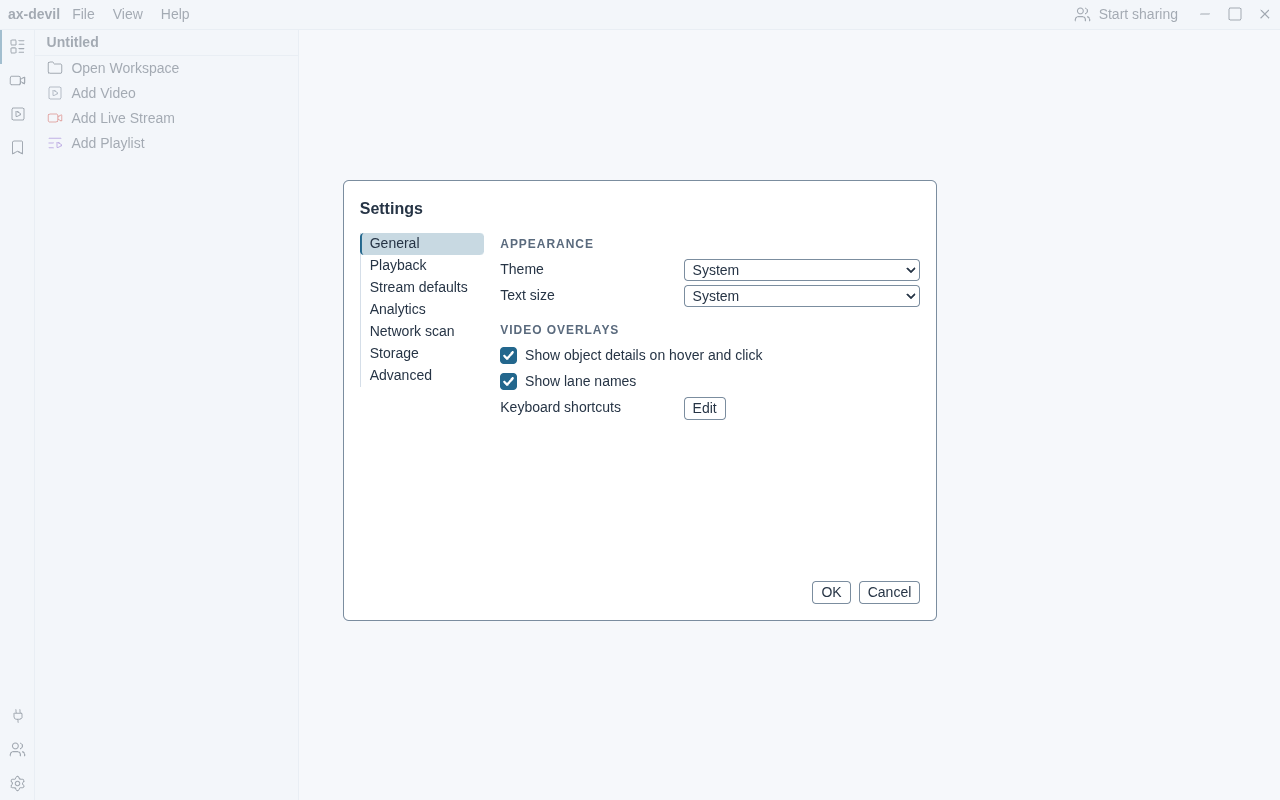 ax-devil File View Help Start sharing
Untitled
Open Workspace
Add Video
Add Live Stream
Add Playlist
Settings
General
Playback
Stream defaults
Analytics
Network scan
Storage
Advanced
APPEARANCE
Theme System
Text size System
VIDEO OVERLAYS
Show object details on hover and click
Show lane names
Keyboard shortcuts Edit
OK Cancel